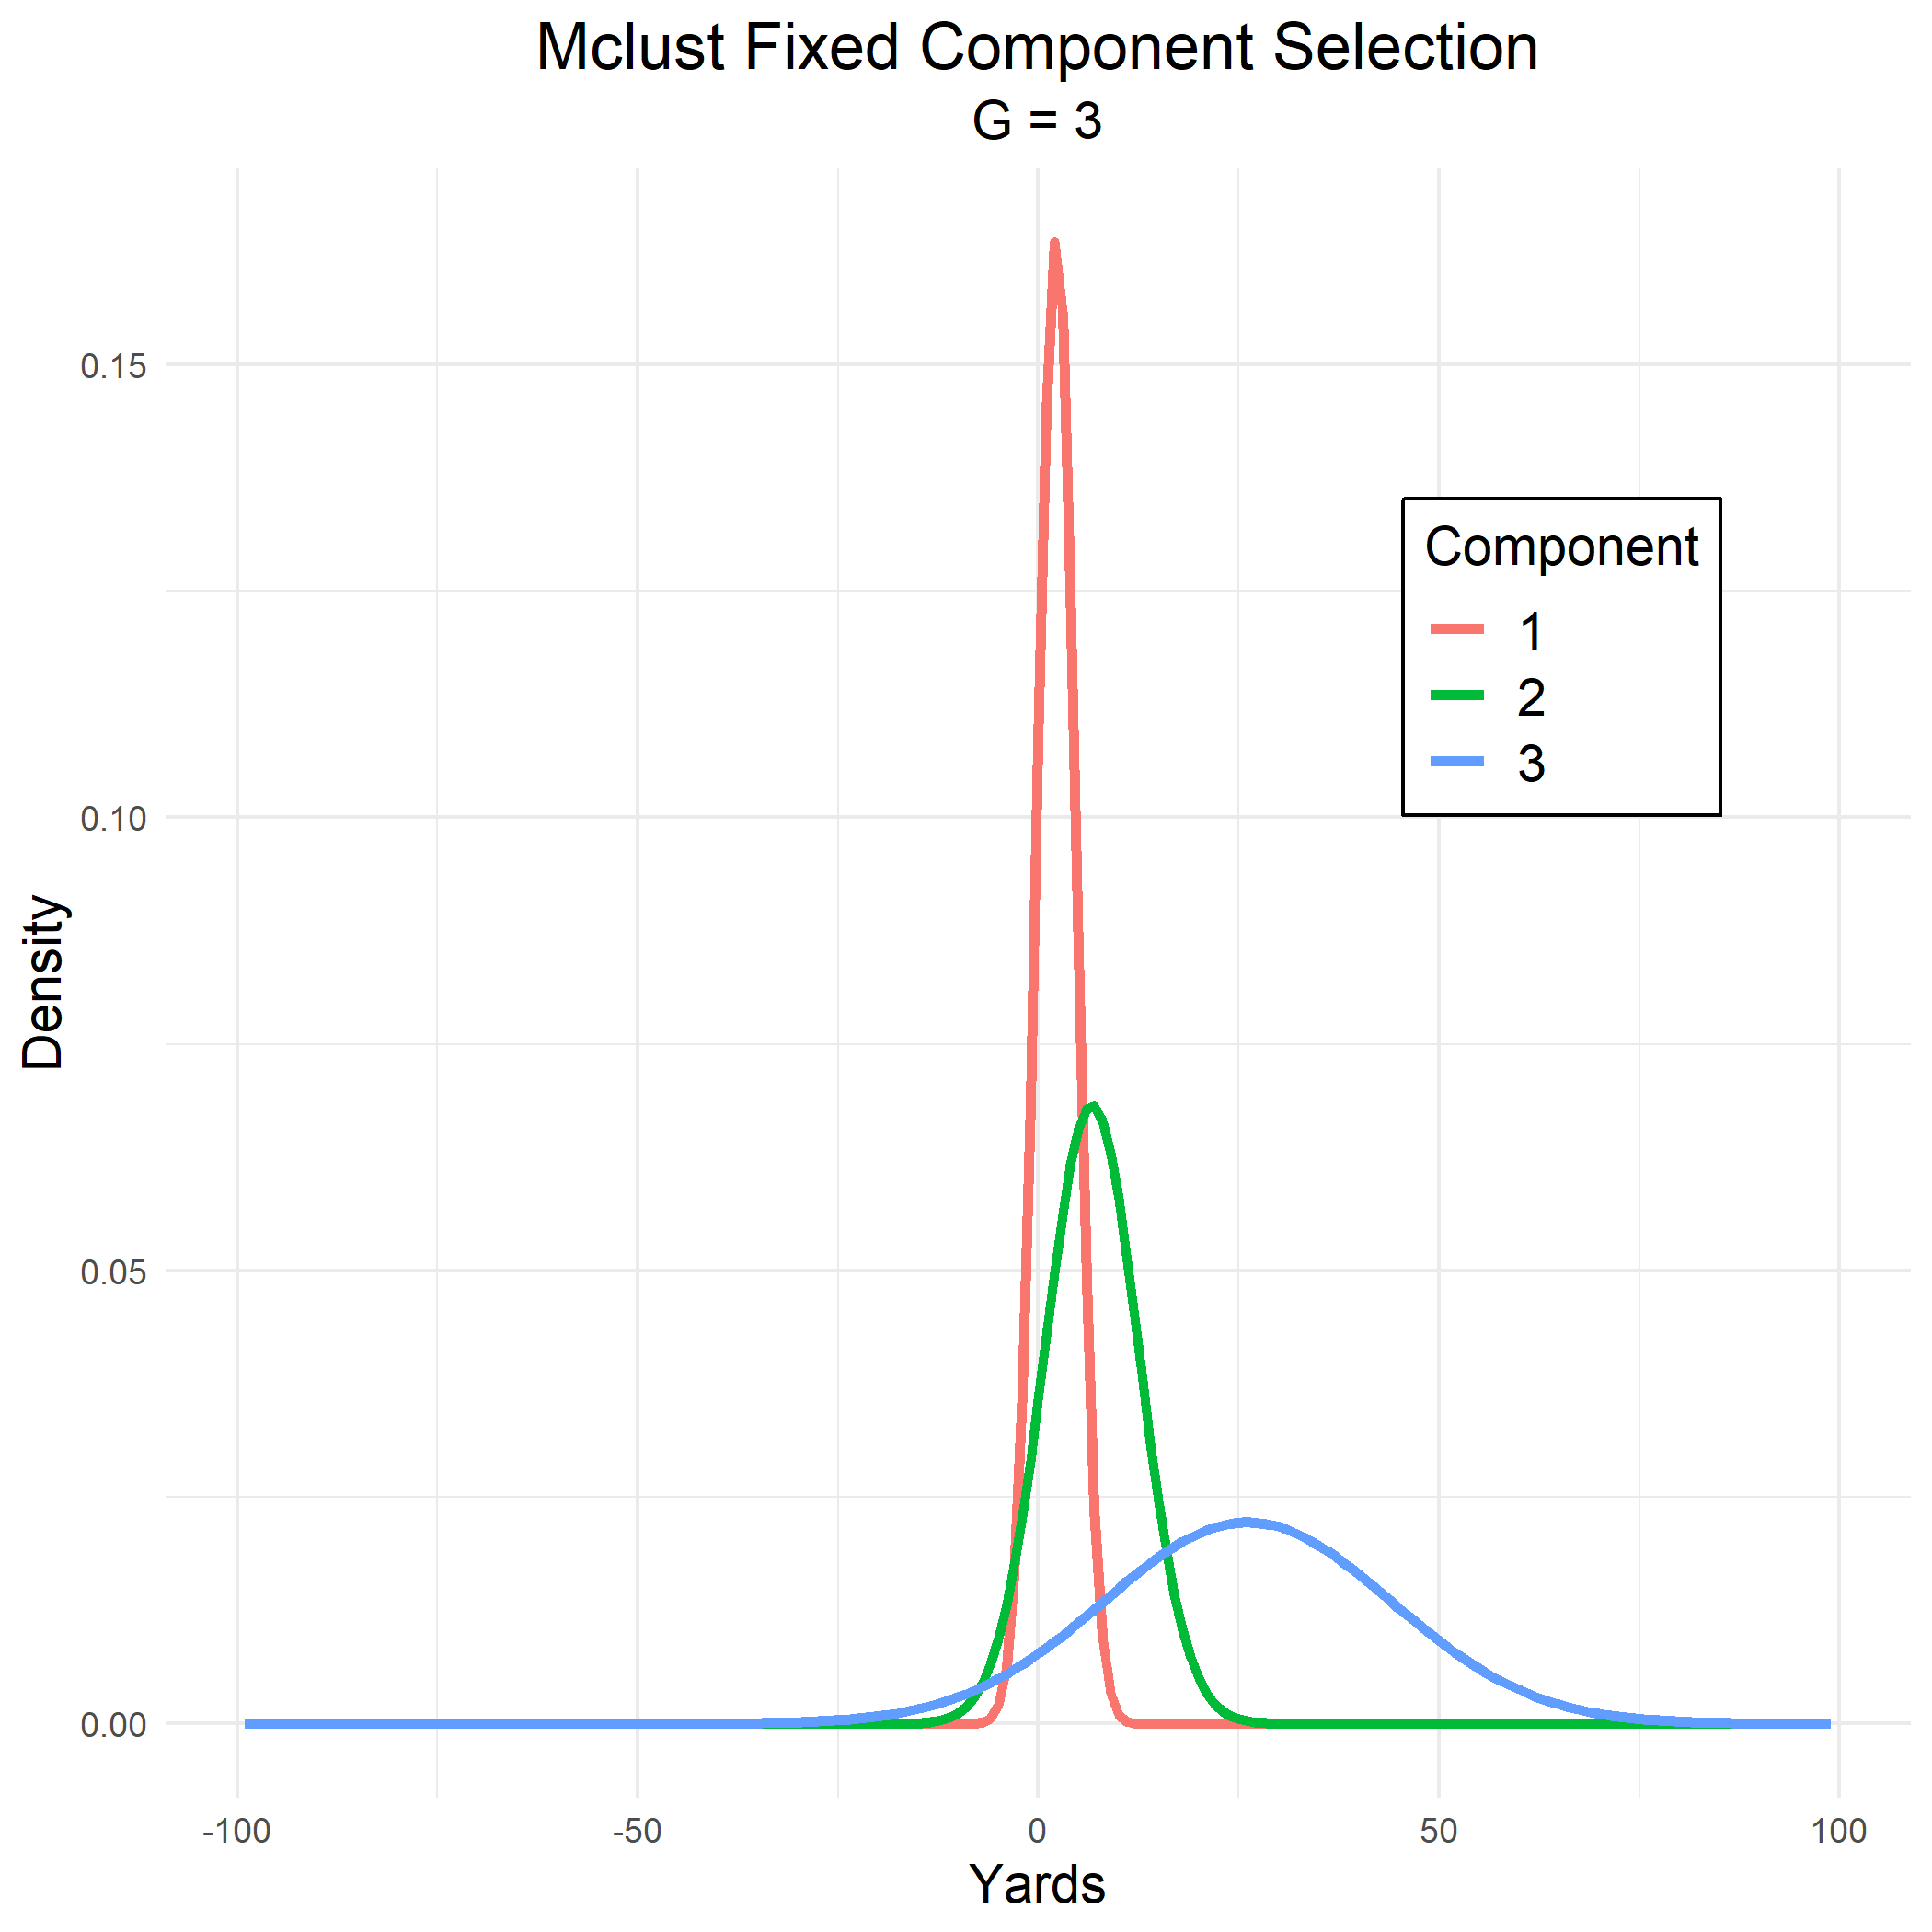 Mclust Fixed Component Selection
G = 3
0.15
0.10
0.05
0.00
Density
Component
1
2
3
-100
-50
0
50
100
Yards